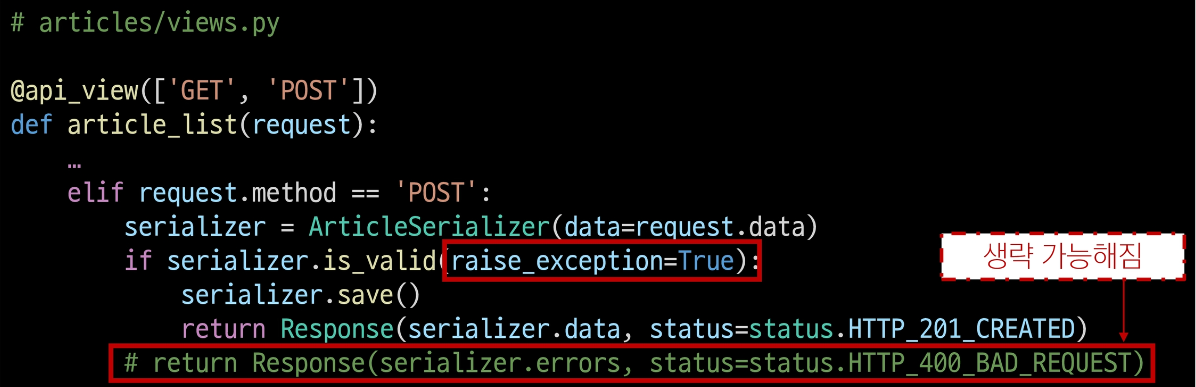 # articles/views.py
@api_view(['GET', 'POST'])
def article_list(request):
    …
    elif request.method == 'POST':
        serializer = ArticleSerializer(data=request.data)
        if serializer.is_valid(raise_exception=True):
생략 가능해짐
            serializer.save()
            return Response(serializer.data, status=status.HTTP_201_CREATED)
        # return Response(serializer.errors, status=status.HTTP_400_BAD_REQUEST)